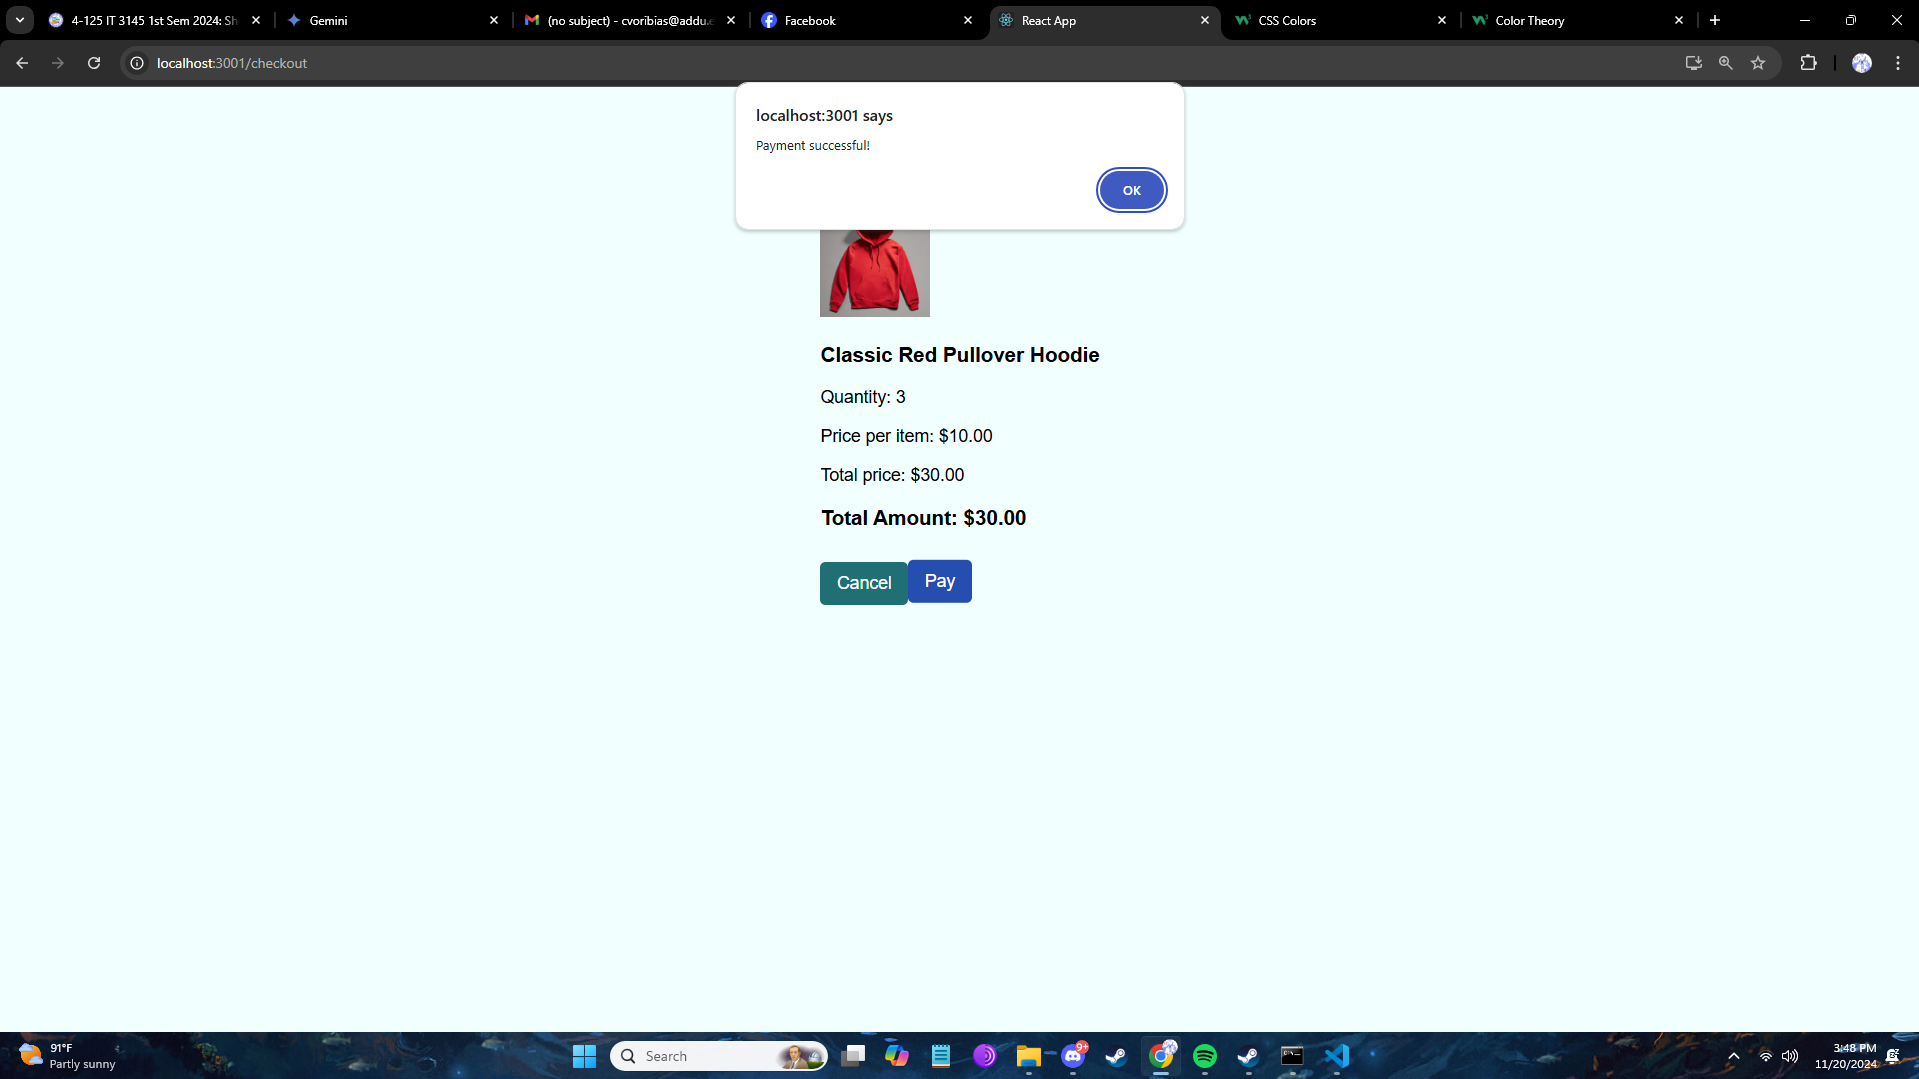 4-125 IT 3145 1st Sem 2024: Sh
Gemini
(no subject) - cvoribias@addu.e
Facebook
React App
CSS Colors
Color Theory
localhost:3001/checkout
localhost:3001 says
Payment successful!
OK
Classic Red Pullover Hoodie
Quantity: 3
Price per item: $10.00
Total price: $30.00
Total Amount: $30.00
Cancel
Pay
91°F
Partly sunny
Search
9+
3:48 PM
11/20/2024